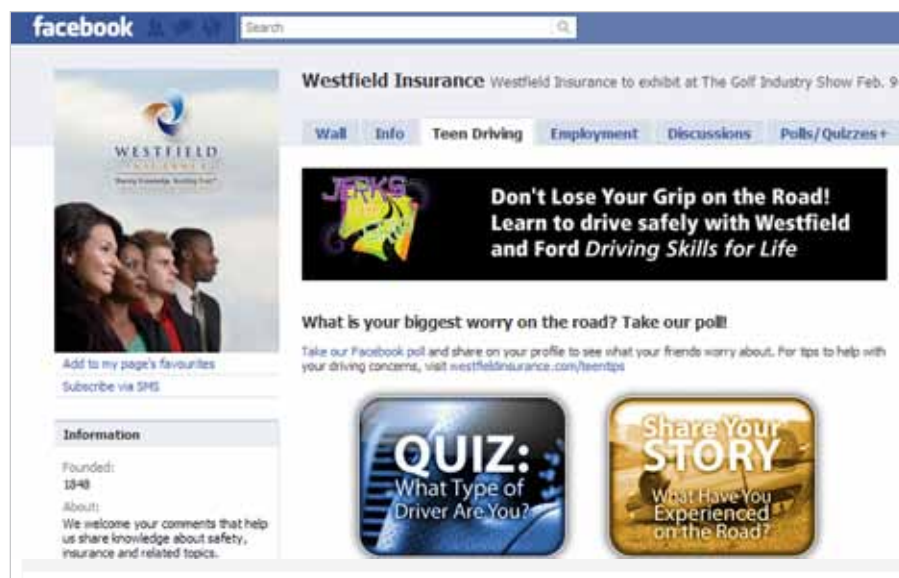 facebook
Search
WESTFIELD
INSURANCE
Sharing Knowledge. Building Trust.®
Add to my page's favourites
Subscribe via SMS
Information
Founded:
1848
About:
We welcome your comments that help
us share knowledge about safety,
insurance and related topics.
Westfield Insurance Westfield Insurance to exhibit at The Golf Industry Show Feb. 9
Wall Info Teen Driving Employment Discussions Polls/Quizzes +
JERKS
Don't Lose Your Grip on the Road!
Learn to drive safely with Westfield
and Ford Driving Skills for Life
What is your biggest worry on the road? Take our poll!
Take our Facebook poll and share on your profile to see what your friends worry about. For tips to help with
your driving concerns, visit westfieldinsurance.com/teentips
QUIZ:
What Type of
Driver Are You?
Share Your
STORY
What Have You
Experienced
on the Road?